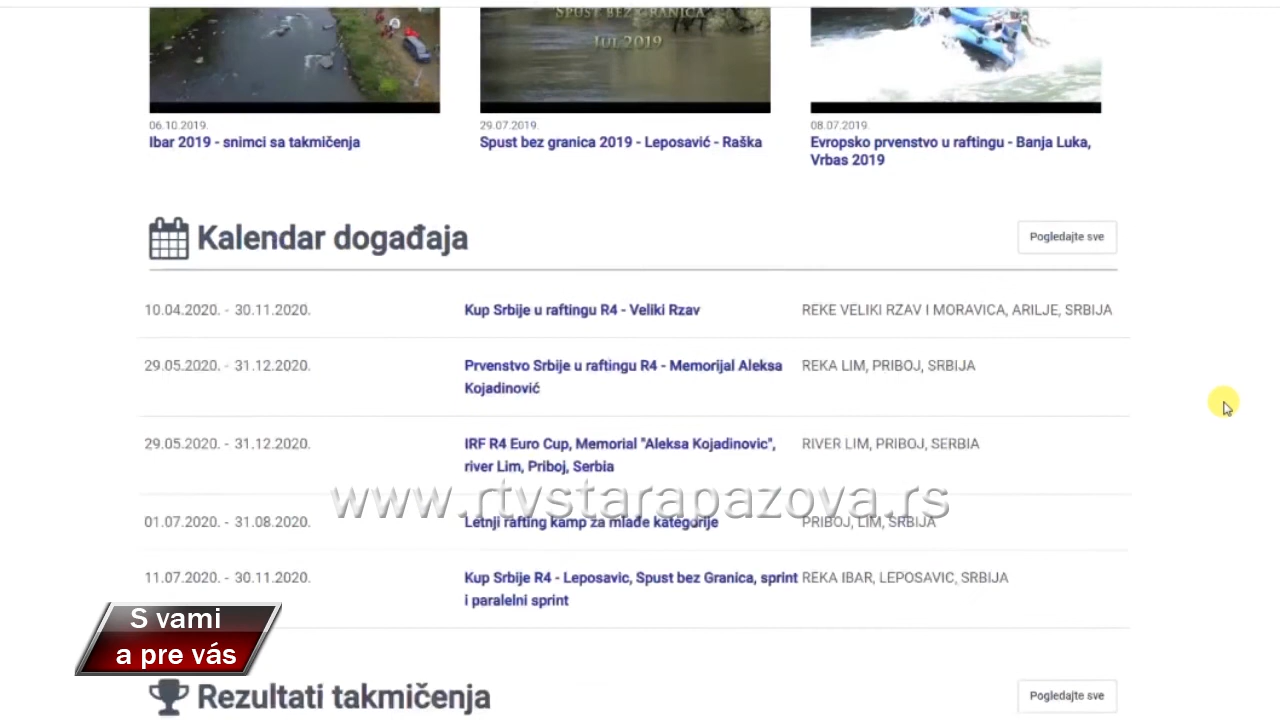 SPUST BEZ GRANICA
JUL 2019
06.10.2019.
29.07.2019.
08.07.2019.
Ibar 2019 - snimci sa takmičenja
Spust bez granica 2019 - Leposavić - Raška
Evropsko prvenstvo u raftingu - Banja Luka,
Vrbas 2019
Kalendar događaja
Pogledajte sve
10.04.2020. - 30.11.2020.
Kup Srbije u raftingu R4 - Veliki Rzav
REKE VELIKI RZAV I MORAVICA, ARILJE, SRBIJA
29.05.2020. - 31.12.2020.
Prvenstvo Srbije u raftingu R4 - Memorijal Aleksa
Kojadinović
REKA LIM, PRIBOJ, SRBIJA
29.05.2020. - 31.12.2020.
IRF R4 Euro Cup, Memorial "Aleksa Kojadinovic",
river Lim, Priboj, Serbia
RIVER LIM, PRIBOJ, SERBIA
www.rtvstarapazova.rs
01.07.2020. - 31.08.2020.
Letnji rafting kamp za mlađe kategorije
PRIBOJ, LIM, SRBIJA
11.07.2020. - 30.11.2020.
Kup Srbije R4 - Leposavic, Spust bez Granica, sprint
i paralelni sprint
REKA IBAR, LEPOSAVIC, SRBIJA
S vami
a pre vás
Rezultati takmičenja
Pogledajte sve